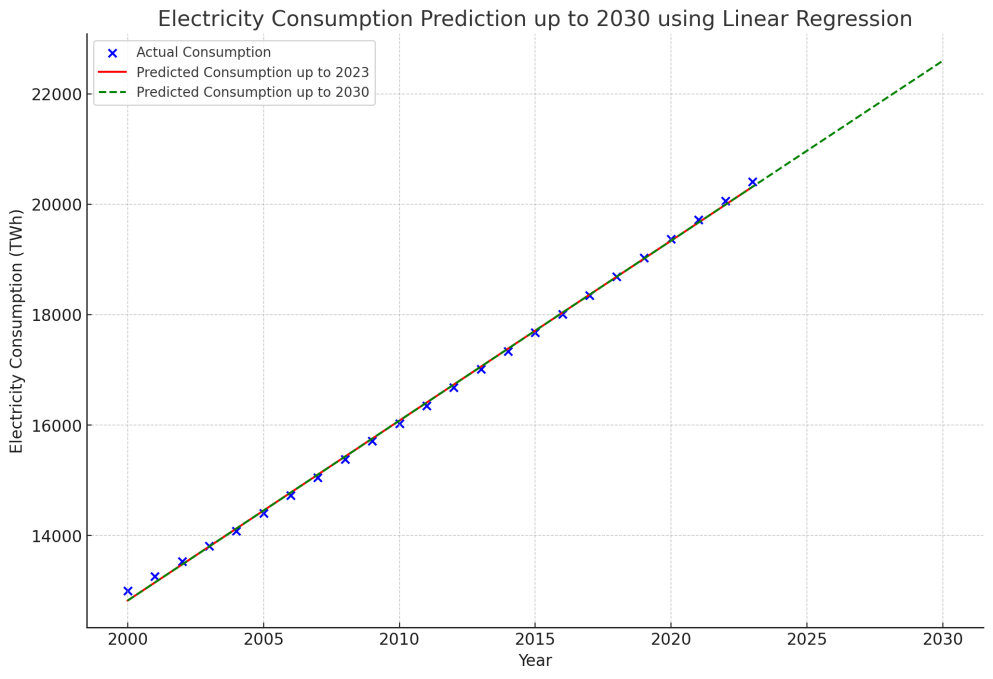 Electricity Consumption Prediction up to 2030 using Linear Regression
Actual Consumption
Predicted Consumption up to 2023
Predicted Consumption up to 2030
Electricity Consumption (TWh)
22000
20000
18000
16000
14000
2000 2005 2010 2015 2020 2025 2030
Year